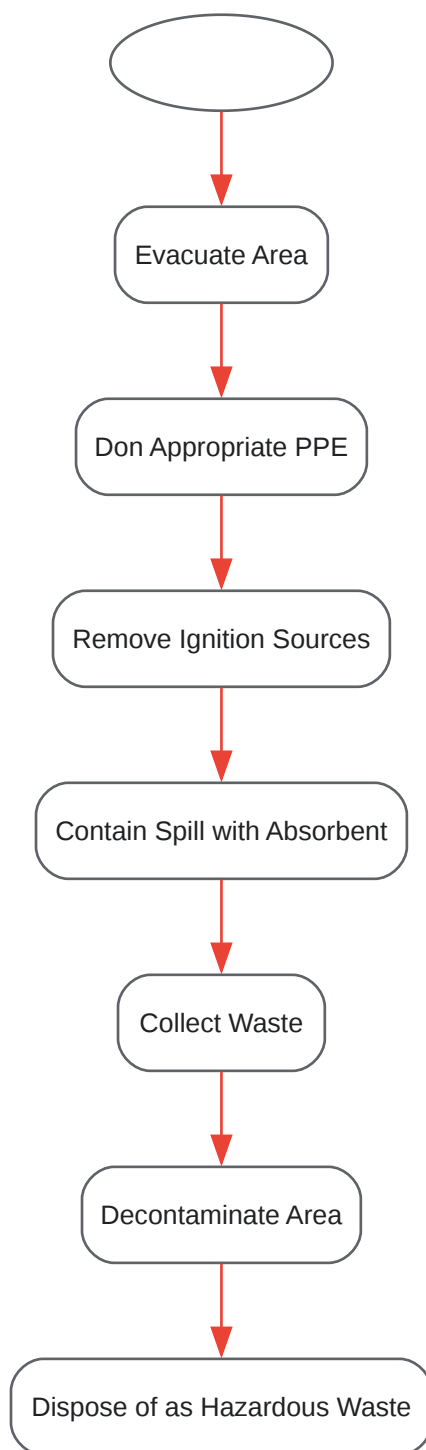 Evacuate Area
Don Appropriate PPE
Remove Ignition Sources
Contain Spill with Absorbent
Collect Waste
Decontaminate Area
Dispose of as Hazardous Waste